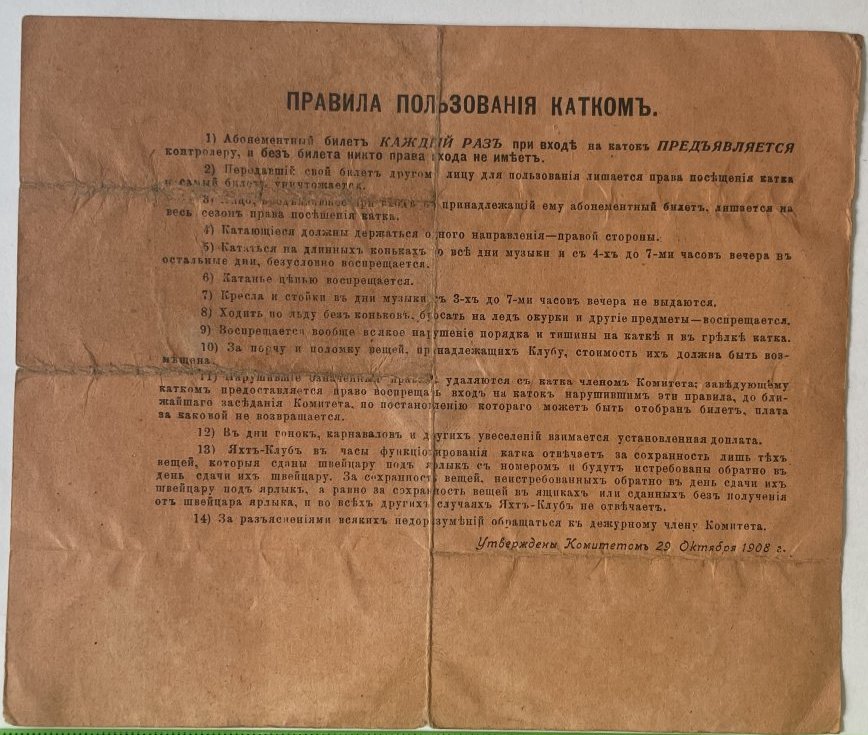 ПРАВИЛА ПОЛЬЗОВАНІЯ КАТКОМЪ.
1) Абонементный билетъ КАЖДЫЙ РАЗЪ при входѣ на катокъ ПРЕДЪЯВЛЯЕТСЯ
контролеру, и безъ билета никто права входа не имѣетъ.
2) Передавшій свой билетъ другому лицу для пользованія лишается права посѣщенія катка
и самый билетъ уничтожается.
3) Лицо, при входѣ не принадлежащій ему абонементный билетъ, лишается на
весь сезонъ права посѣщенія катка.
4) Катающіеся должны держаться одного направленія—правой стороны.
5) Кататься на длинныхъ конькахъ во всѣ дни музыки и съ 4-хъ до 7-ми часовъ вечера въ
остальные дни, безусловно воспрещается.
6) Катанье цѣпью воспрещается.
7) Кресла и стойки въ дни музыки съ 3-хъ до 7-ми часовъ вечера не выдаются.
8) Ходить по льду безъ коньковъ, бросать на ледъ окурки и другіе предметы—воспрещается.
9) Воспрещается вообще всякое нарушеніе порядка и тишины на каткѣ и въ грѣлкѣ катка.
10) За порчу и поломку вещей, принадлежащихъ Клубу, стоимость ихъ должна быть воз-
мѣщена.
11) Нарушившіе означенныя правила, удаляются съ катка членомъ Комитета; завѣдующему
каткомъ предоставляется право воспрещать входъ на катокъ нарушившимъ эти правила, до бли-
жайшаго засѣданія Комитета, по постановленію котораго можетъ быть отобранъ билетъ, плата
за каковой не возвращается.
12) Въ дни гонокъ, карнаваловъ и другихъ увеселеній взимается установленная доплата.
13) Яхтъ-Клубъ въ часы функціонированія катка отвѣчаетъ за сохранность лишь тѣхъ
вещей, которыя сданы швейцару подъ ярлыкъ съ номеромъ и будутъ истребованы обратно въ
день сдачи ихъ швейцару. За сохранность вещей, неистребованныхъ обратно въ день сдачи ихъ
швейцару подъ ярлыкъ, а равно за сохранность вещей въ ящикахъ или сданныхъ безъ полученія
отъ швейцара ярлыка, и во всѣхъ другихъ случаяхъ Яхтъ-Клубъ не отвѣчаетъ.
14) За разъясненіями всякихъ недоразумѣній обращаться къ дежурному члену Комитета.
Утверждены Комитетомъ 29 Октября 1908 г.